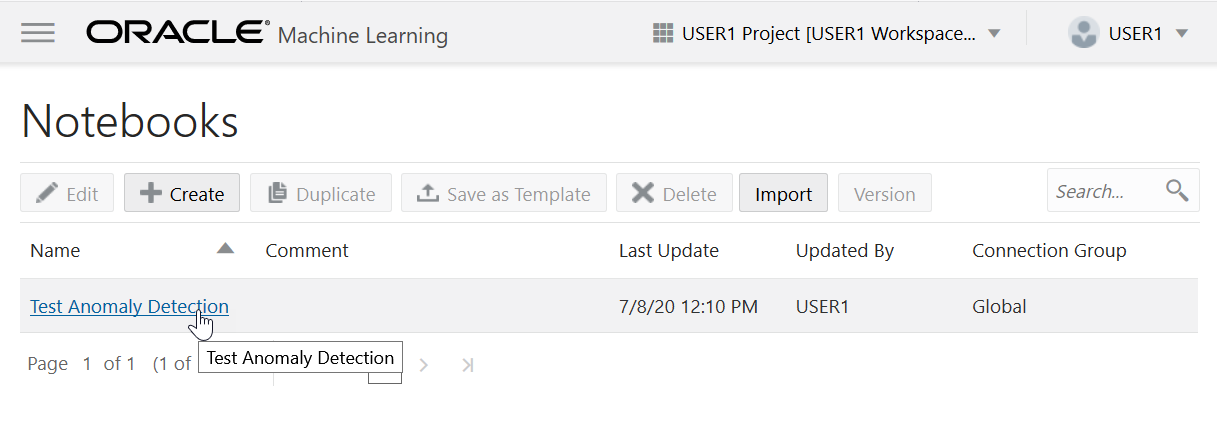 ORACLE® Machine Learning USER1 Project [USER1 Workspace... USER1
Notebooks
Edit Create Duplicate Save as Template Delete Import Version Search...
Name Comment Last Update Updated By Connection Group
Test Anomaly Detection 7/8/20 12:10 PM USER1 Global
Page 1 of 1 (1 of
Test Anomaly Detection